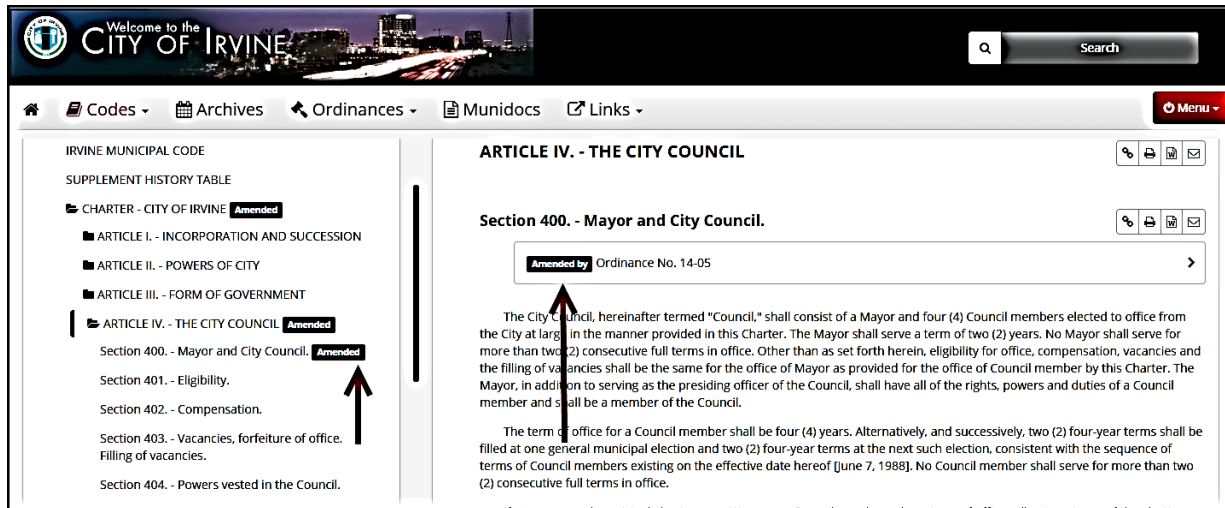 Welcome to the
CITY OF IRVINE
Search
Codes
Archives
Ordinances
Munidocs
Links
Menu
IRVINE MUNICIPAL CODE
SUPPLEMENT HISTORY TABLE
CHARTER - CITY OF IRVINE Amended
ARTICLE I. - INCORPORATION AND SUCCESSION
ARTICLE II. - POWERS OF CITY
ARTICLE III. - FORM OF GOVERNMENT
ARTICLE IV. - THE CITY COUNCIL Amended
Section 400. - Mayor and City Council. Amended
Section 401. - Eligibility.
Section 402. - Compensation.
Section 403. - Vacancies, forfeiture of office.
Filling of vacancies.
Section 404. - Powers vested in the Council.
ARTICLE IV. - THE CITY COUNCIL
Section 400. - Mayor and City Council.
Amended by Ordinance No. 14-05
The City Council, hereinafter termed "Council," shall consist of a Mayor and four (4) Council members elected to office from
the City at large in the manner provided in this Charter. The Mayor shall serve a term of two (2) years. No Mayor shall serve for
more than two (2) consecutive full terms in office. Other than as set forth herein, eligibility for office, compensation, vacancies and
the filling of vacancies shall be the same for the office of Mayor as provided for the office of Council member by this Charter. The
Mayor, in addition to serving as the presiding officer of the Council, shall have all of the rights, powers and duties of a Council
member and shall be a member of the Council.
The term of office for a Council member shall be four (4) years. Alternatively, and successively, two (2) four-year terms shall be
filled at one general municipal election and two (2) four-year terms at the next such election, consistent with the sequence of
terms of Council members existing on the effective date hereof [June 7, 1988]. No Council member shall serve for more than two
(2) consecutive full terms in office.